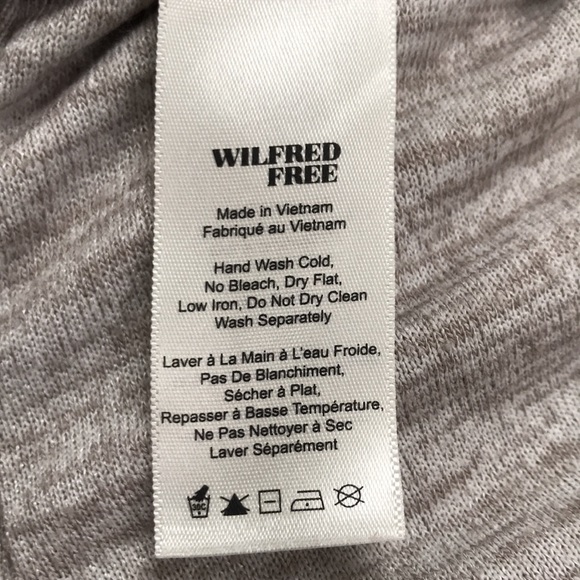 WILFRED
FREE
Made in Vietnam
Fabriqué au Vietnam
Hand Wash Cold,
No Bleach, Dry Flat,
Low Iron, Do Not Dry Clean
Wash Separately
Laver à La Main à L'eau Froide,
Pas De Blanchiment,
Sécher à Plat,
Repasser à Basse Température,
Ne Pas Nettoyer à Sec
Laver Séparément
30C